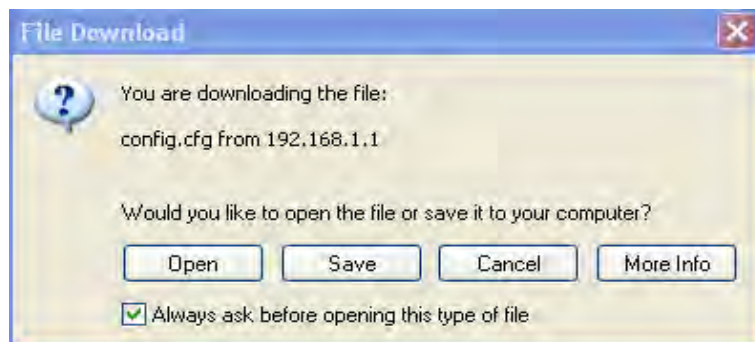 File Download
You are downloading the file:
config.cfg from 192.168.1.1
Would you like to open the file or save it to your computer?
Open Save Cancel More Info
Always ask before opening this type of file